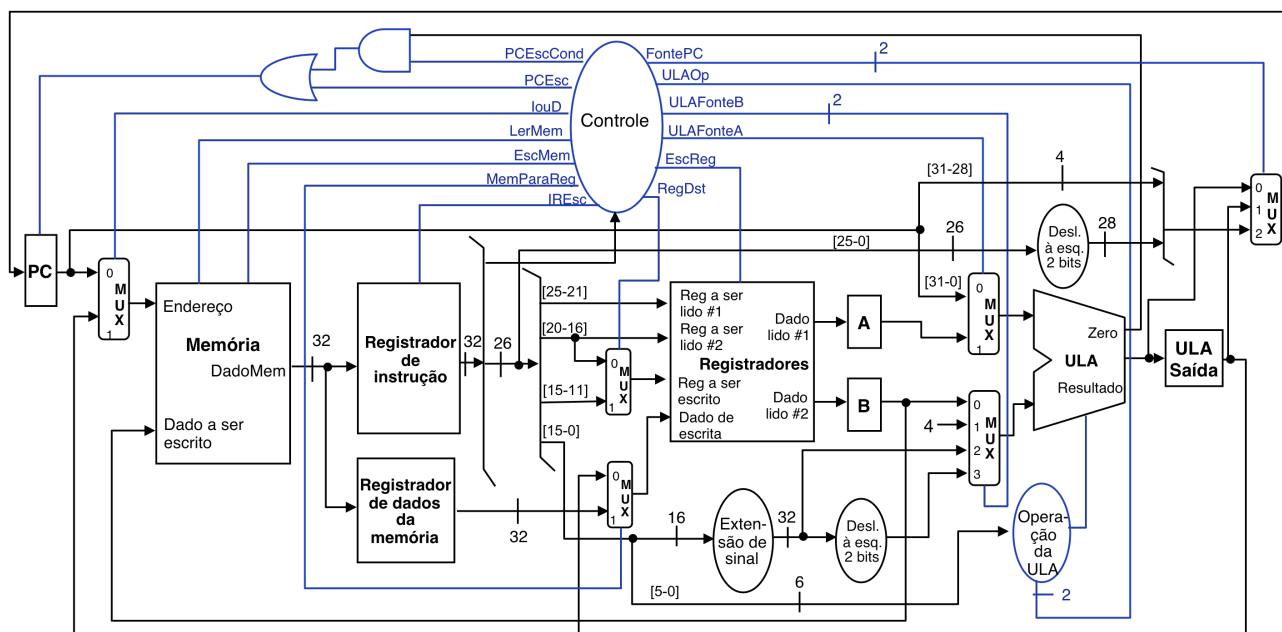 PCEscCond
PCEsc
IouD
LerMem
EscMem
MemParaReg
IREsc
Controle
FontePC
2
ULAOp
ULAFonteB
2
ULAFonteA
EscReg
RegDst
[31-28]
4
[25-0]
26
Desl.
à esq.
2 bits
28
0
1
2
M
U
X
PC
0
M
U
X
1
Endereço
Memória
DadoMem
Dado a ser
escrito
32
Registrador
de
instrução
32
26
Registrador
de dados
da
memória
32
[25-21]
[20-16]
[15-11]
[15-0]
0
M
U
X
1
0
M
U
X
1
Reg a ser
lido #1
Reg a ser
lido #2
Registradores
Reg a ser
escrito
Dado de
escrita
Dado
lido #1
Dado
lido #2
A
B
[31-0]
0
M
U
X
1
4
0
1
2
3
M
U
X
Zero
ULA
Resultado
ULA
Saída
16
Exten-
são de
sinal
32
Desl.
à esq.
2 bits
[5-0]
6
Opera-
ção da
ULA
2